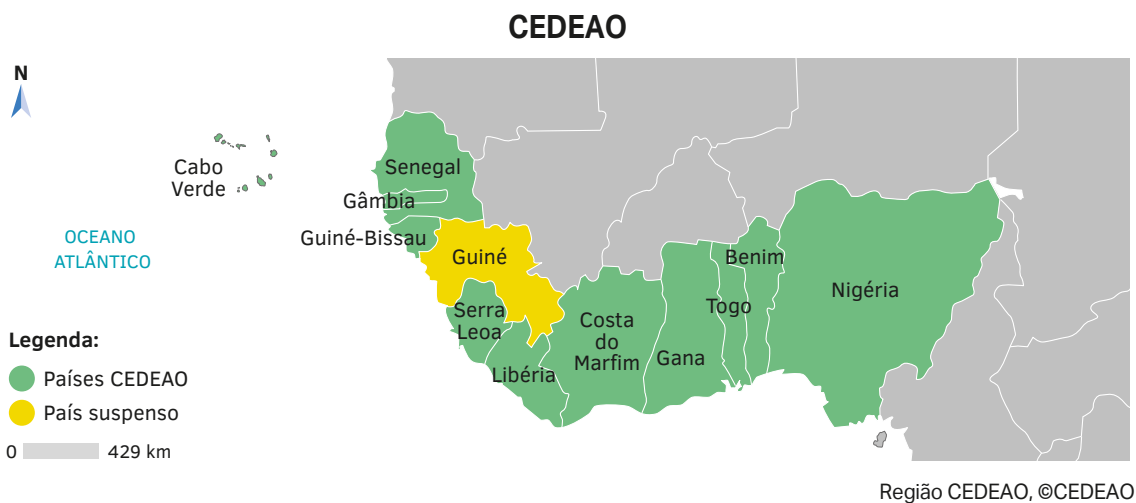 CEDEAO
N
Cabo
Verde
Senegal
Gâmbia
OCEANO
ATLÂNTICO
Guiné-Bissau
Guiné
Benim
Nigéria
Serra
Leoa
Costa
do
Marfim
Togo
Gana
Libéria
Legenda:
Países CEDEAO
País suspenso
0 429 km
Região CEDEAO, ©CEDEAO